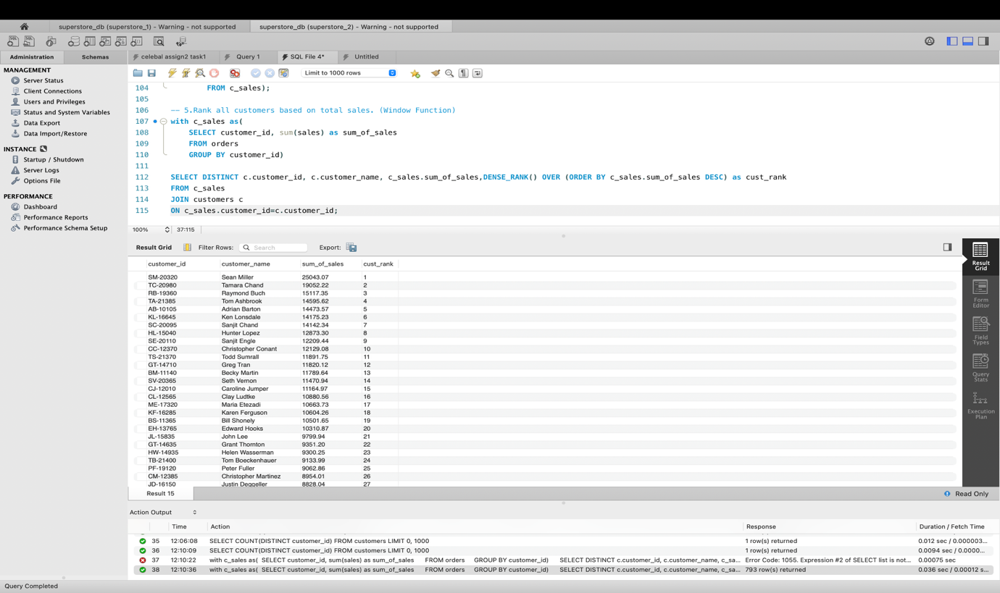 superstore_db (superstore_1) - Warning - not supported
superstore_db (superstore_2) - Warning - not supported
Administration
Schemas
celebal assign2 task1
Query 1
SQL File 4*
Untitled
MANAGEMENT
Server Status
Client Connections
Users and Privileges
Status and System Variables
Data Export
Data Import/Restore
INSTANCE
Startup / Shutdown
Server Logs
Options File
PERFORMANCE
Dashboard
Performance Reports
Performance Schema Setup
Limit to 1000 rows
104 FROM c_sales);
105
106 -- 5.Rank all customers based on total sales. (Window Function)
107 with c_sales as(
108 SELECT customer_id, sum(sales) as sum_of_sales
109 FROM orders
110 GROUP BY customer_id)
111
112 SELECT DISTINCT c.customer_id, c.customer_name, c_sales.sum_of_sales,DENSE_RANK() OVER (ORDER BY c_sales.sum_of_sales DESC) as cust_rank
113 FROM c_sales
114 JOIN customers c
115 ON c_sales.customer_id=c.customer_id;
100% 37:115
Result Grid Filter Rows: Search Export:
customer_id customer_name sum_of_sales cust_rank
SM-20320 Sean Miller 25043.07 1
TC-20980 Tamara Chand 19052.22 2
RB-19360 Raymond Buch 15117.35 3
TA-21385 Tom Ashbrook 14595.62 4
AB-10105 Adrian Barton 14473.57 5
KL-16645 Ken Lonsdale 14175.23 6
SC-20095 Sanjit Chand 14142.34 7
HL-15040 Hunter Lopez 12873.30 8
SE-20110 Sanjit Engle 12209.44 9
CC-12370 Christopher Conant 12129.08 10
TS-21370 Todd Sumrall 11891.75 11
GT-14710 Greg Tran 11820.12 12
BM-11140 Becky Martin 11789.64 13
SV-20365 Seth Vernon 11470.94 14
CJ-12010 Caroline Jumper 11164.97 15
CL-12565 Clay Ludtke 10880.56 16
ME-17320 Maria Etezadi 10663.73 17
KF-16285 Karen Ferguson 10604.26 18
BS-11365 Bill Shonely 10501.65 19
EH-13765 Edward Hooks 10310.87 20
JL-15835 John Lee 9799.94 21
GT-14635 Grant Thornton 9351.20 22
HW-14935 Helen Wasserman 9300.25 23
TB-21400 Tom Boeckenhauer 9133.99 24
PF-19120 Peter Fuller 9062.86 25
CM-12385 Christopher Martinez 8954.01 26
JD-16150 Justin Deggeller 8828.04 27
Result
Grid
Form
Editor
Field
Types
Query
Stats
Execution
Plan
Result 15
Read Only
Action Output
Time Action Response Duration / Fetch Time
35 12:06:08 SELECT COUNT(DISTINCT customer_id) FROM customers LIMIT 0, 1000 1 row(s) returned 0.012 sec / 0.000003...
36 12:10:09 SELECT COUNT(DISTINCT customer_id) FROM customers LIMIT 0, 1000 1 row(s) returned 0.0094 sec / 0.0000...
37 12:10:22 with c_sales as( SELECT customer_id, sum(sales) as sum_of_sales FROM orders GROUP BY customer_id) SELECT DISTINCT c.customer_id, c.customer_name, c_sa... Error Code: 1055. Expression #2 of SELECT list is not... 0.00075 sec
38 12:10:36 with c_sales as( SELECT customer_id, sum(sales) as sum_of_sales FROM orders GROUP BY customer_id) SELECT DISTINCT c.customer_id, c.customer_name, c_sa... 793 row(s) returned 0.036 sec / 0.00012 s...
Query Completed